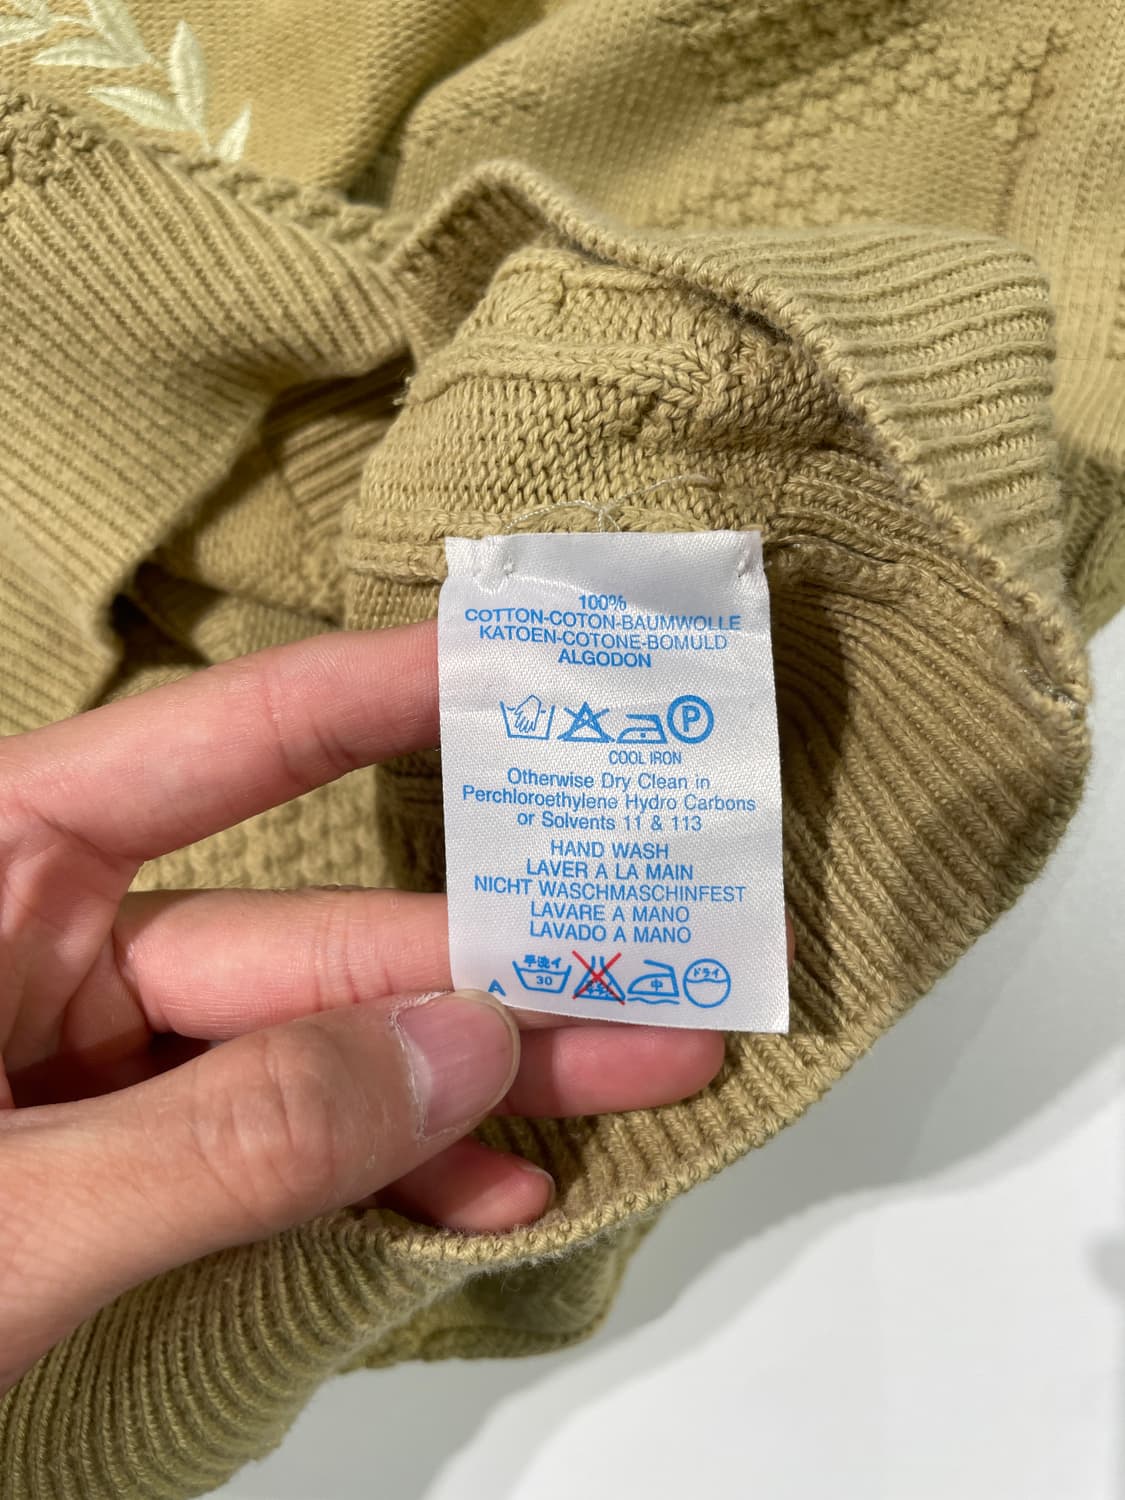 100%
COTTON-COTON-BAUMWOLLE
KATOEN-COTONE-BOMULD
ALGODON
P
COOL IRON
Otherwise Dry Clean in
Perchloroethylene Hydro Carbons
or Solvents 11 & 113
HAND WASH
LAVER A LA MAIN
NICHT WASCHMASCHINFEST
LAVARE A MANO
LAVADO A MANO
A 手洗イ 30 中 ドライ